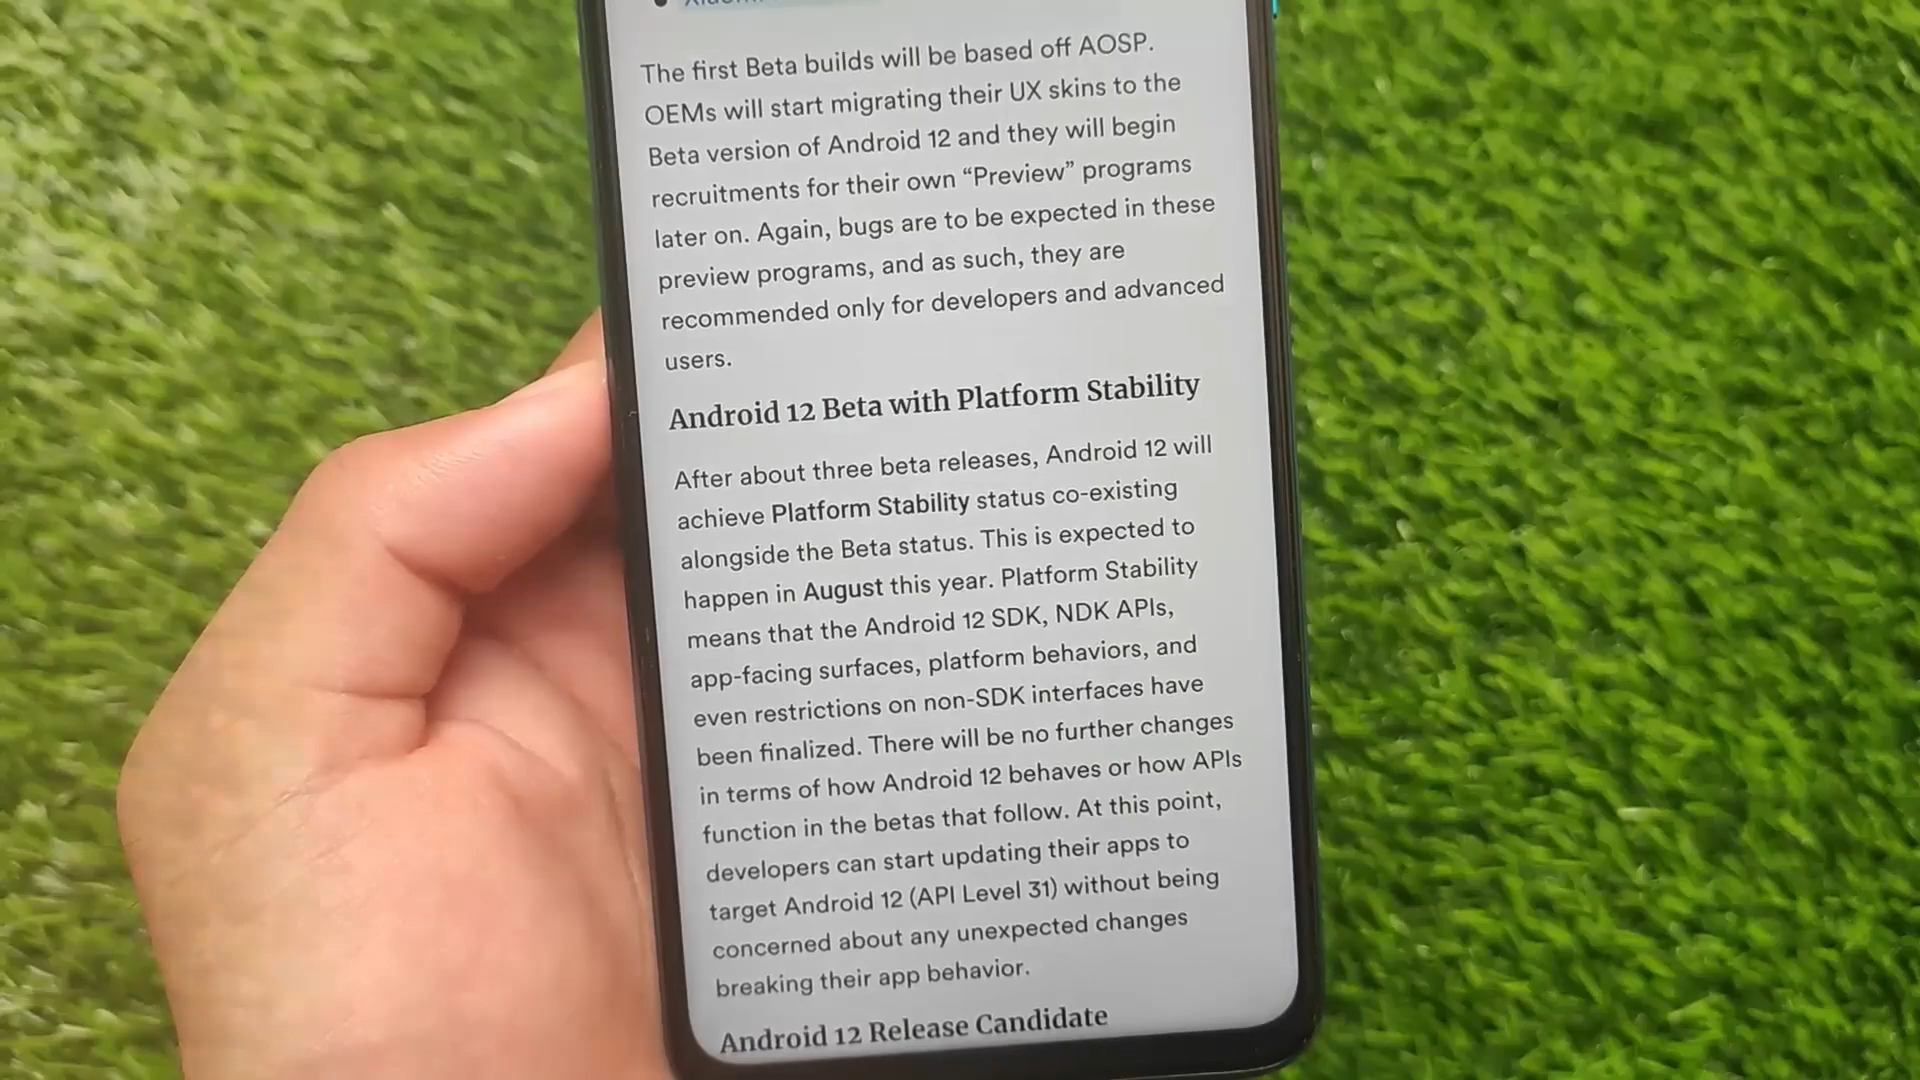 The first Beta builds will be based off AOSP.
OEMs will start migrating their UX skins to the
Beta version of Android 12 and they will begin
recruitments for their own “Preview” programs
later on. Again, bugs are to be expected in these
preview programs, and as such, they are
recommended only for developers and advanced
users.
Android 12 Beta with Platform Stability
After about three beta releases, Android 12 will
achieve Platform Stability status co-existing
alongside the Beta status. This is expected to
happen in August this year. Platform Stability
means that the Android 12 SDK, NDK APIs,
app-facing surfaces, platform behaviors, and
even restrictions on non-SDK interfaces have
been finalized. There will be no further changes
in terms of how Android 12 behaves or how APIs
function in the betas that follow. At this point,
developers can start updating their apps to
target Android 12 (API Level 31) without being
concerned about any unexpected changes
breaking their app behavior.
Android 12 Release Candidate